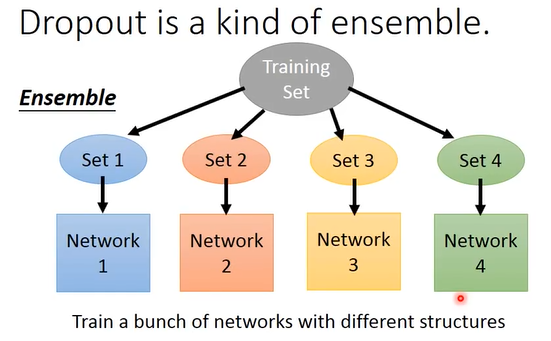 Dropout is a kind of ensemble.
Training
Set
Ensemble
Set 1
Set 2
Set 3
Set 4
Network
1
Network
2
Network
3
Network
4
Train a bunch of networks with different structures